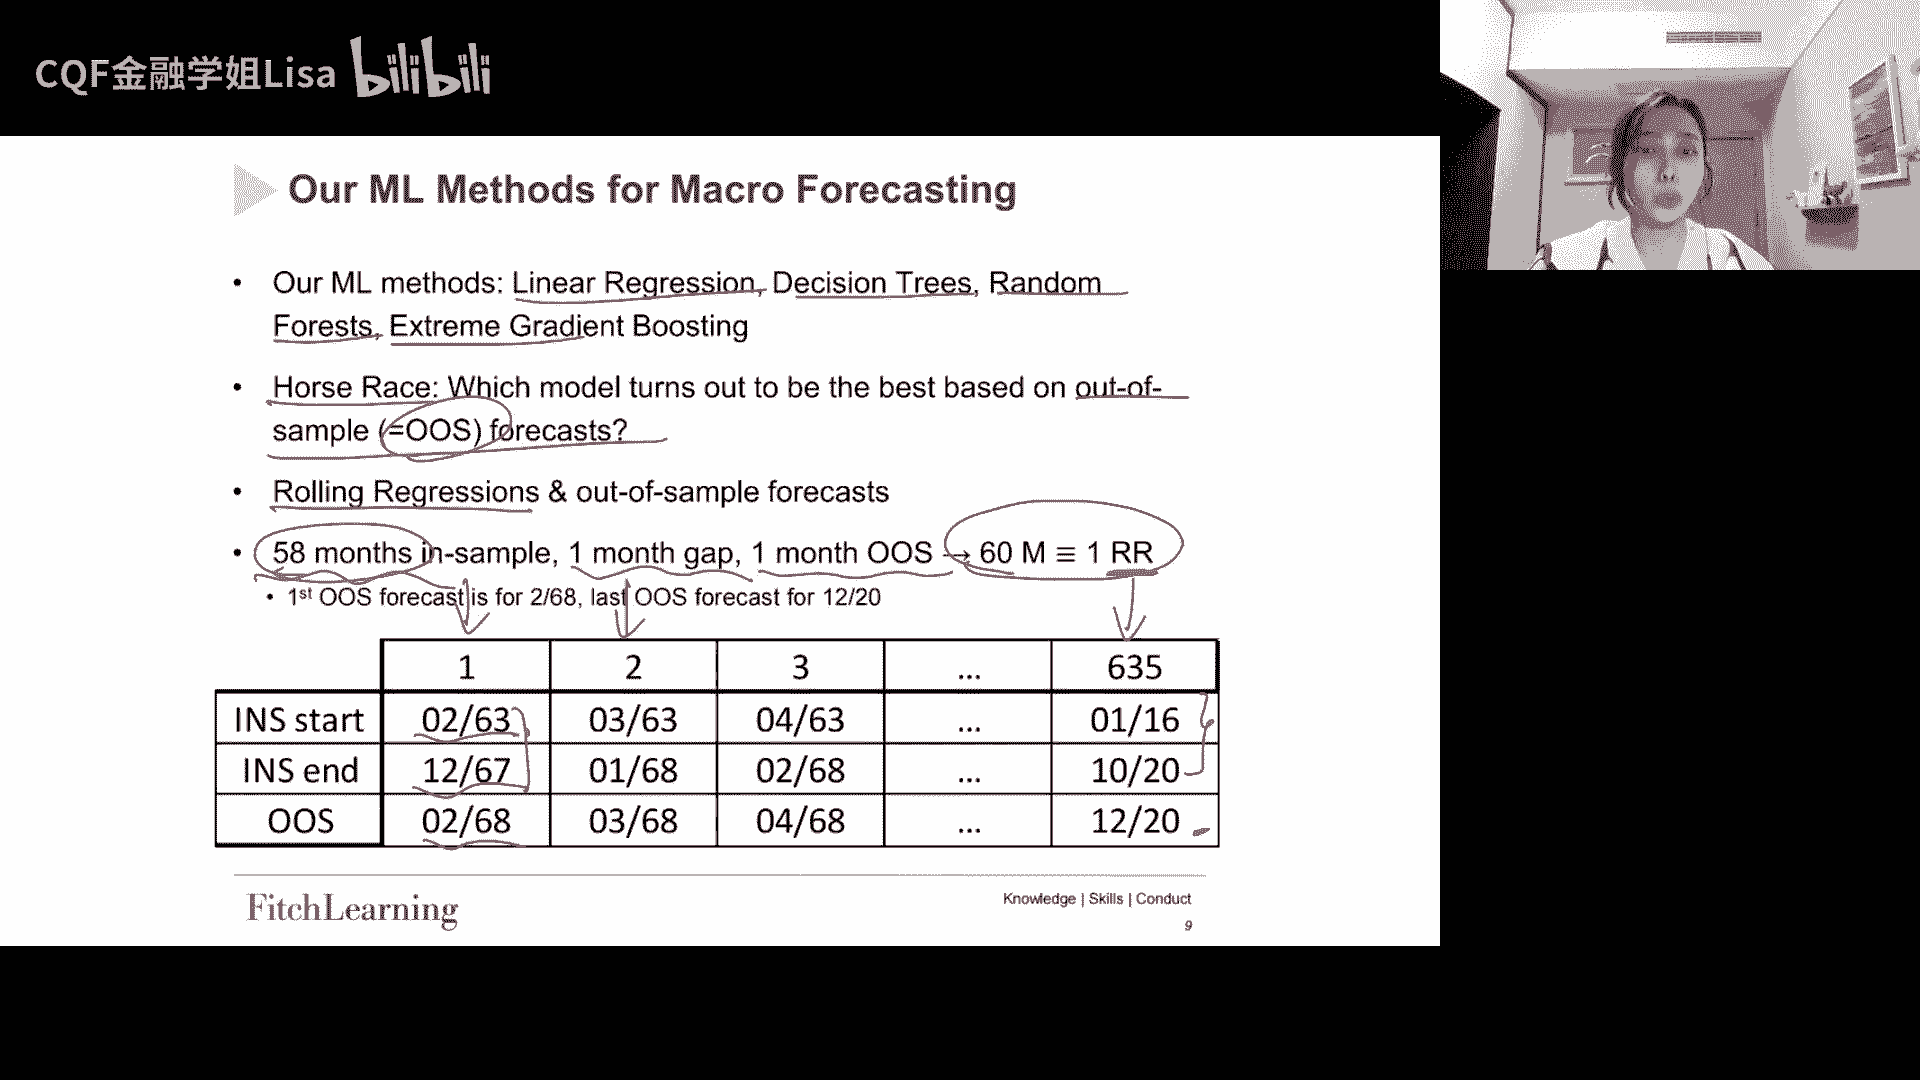 CQF金融学姐Lisa bilibili
Our ML Methods for Macro Forecasting
• Our ML methods: Linear Regression, Decision Trees, Random
Forests, Extreme Gradient Boosting
• Horse Race: Which model turns out to be the best based on out-of-
sample (=OOS) forecasts?
• Rolling Regressions & out-of-sample forecasts
• 58 months in-sample, 1 month gap, 1 month OOS → 60 M ≡ 1 RR
• 1st OOS forecast is for 2/68, last OOS forecast for 12/20
1 2 3 ... 635
INS start 02/63 03/63 04/63 ... 01/16
INS end 12/67 01/68 02/68 ... 10/20
OOS 02/68 03/68 04/68 ... 12/20
FitchLearning
Knowledge | Skills | Conduct
9